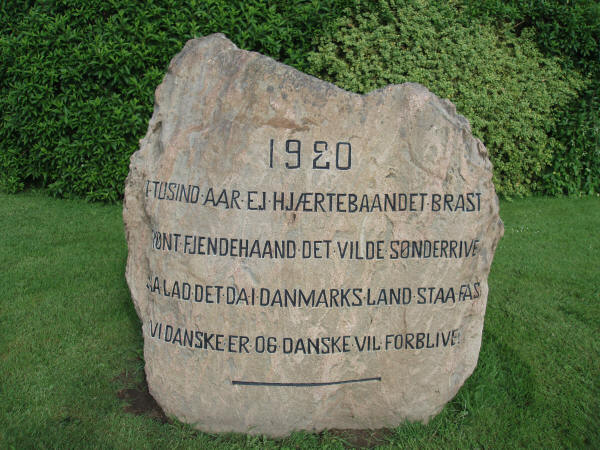 1920
I·TUSIND·AAR·EJ·HJÆRTEBAANDET·BRAST
SKØNT·FJENDEHAAND·DET·VILDE·SØNDERRIVE
SAA·LAD·DET·DA·I·DANMARKS·LAND·STAA·FAST
VI·DANSKE·ER·OG·DANSKE·VIL·FORBLIVE